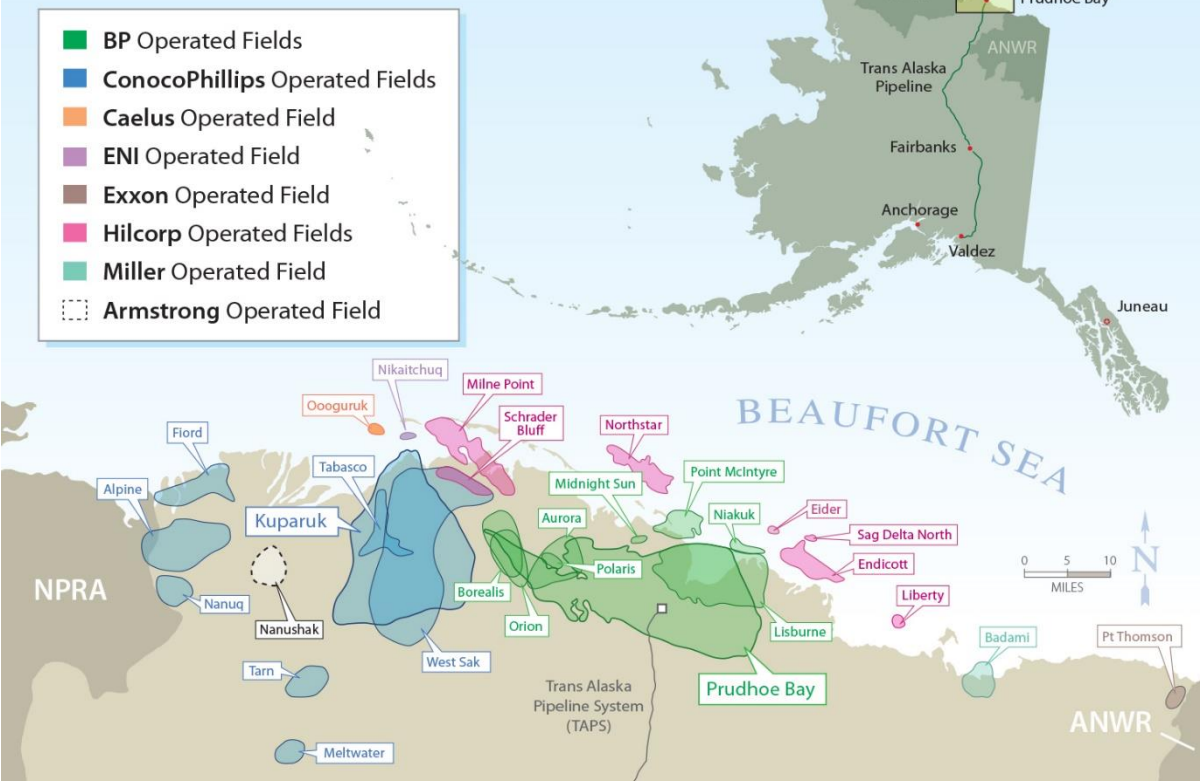 Prudhoe Bay
BP Operated Fields
ConocoPhillips Operated Fields
Caelus Operated Field
ENI Operated Field
Exxon Operated Field
Hilcorp Operated Fields
Miller Operated Field
Armstrong Operated Field
ANWR
Trans Alaska
Pipeline
Fairbanks
Anchorage
Valdez
Juneau
Nikaitchuq
Milne Point
Oooguruk
Schrader
Bluff
Northstar
BEAUFORT SEA
Fiord
Tabasco
Midnight Sun
Point McIntyre
Alpine
Kuparuk
Aurora
Niakuk
Eider
Sag Delta North
Endicott
N
0 5 10
MILES
Polaris
NPRA
Nanuq
Borealis
Liberty
Nanushak
Orion
Lisburne
Badami
Pt Thomson
Tarn
West Sak
Prudhoe Bay
Trans Alaska
Pipeline System
(TAPS)
ANWR
Meltwater